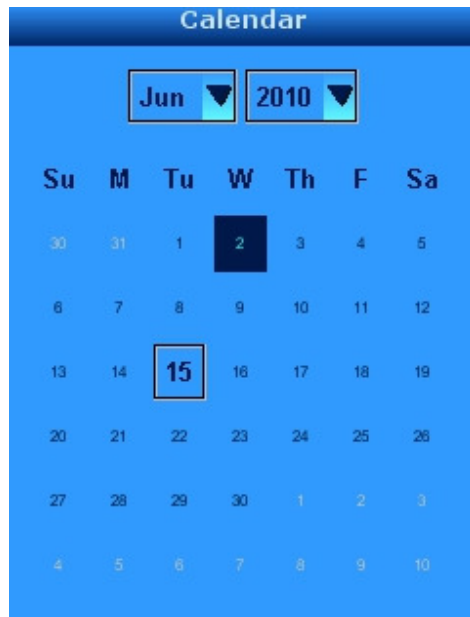 Calendar
Jun 2010
Su M Tu W Th F Sa
30 31 1 2 3 4 5
6 7 8 9 10 11 12
13 14 15 16 17 18 19
20 21 22 23 24 25 26
27 28 29 30 1 2 3
4 5 6 7 8 9 10